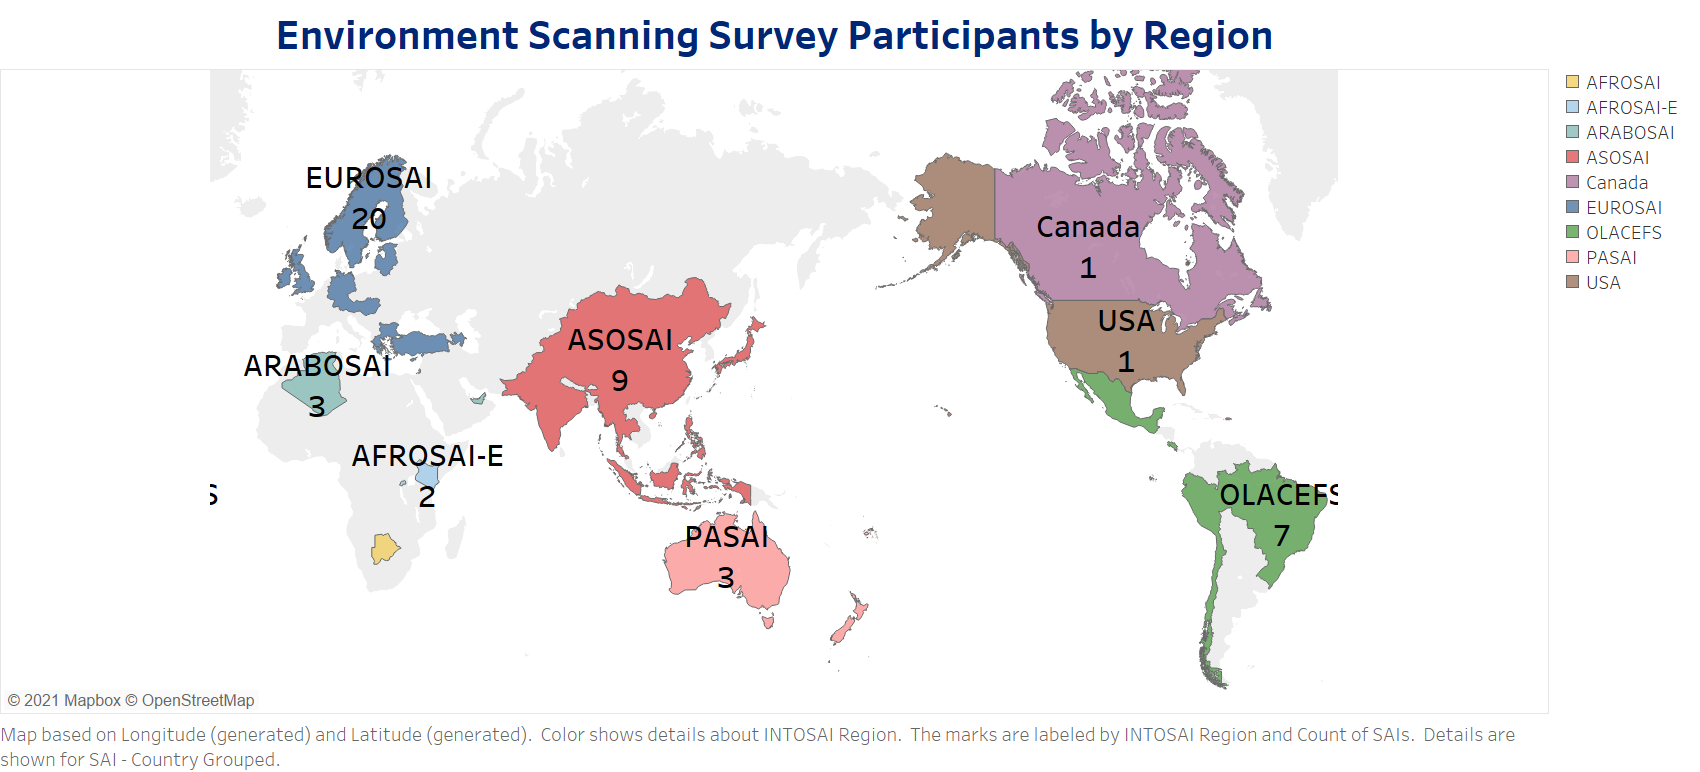 Environment Scanning Survey Participants by Region
AFROSAI
AFROSAI-E
ARABOSAI
ASOSAI
Canada
EUROSAI
OLACEFS
PASAI
USA
EUROSAI
20
Canada
1
USA
1
ASOSAI
9
ARABOSAI
3
AFROSAI-E
2
S
OLACEFS
7
PASAI
3
© 2021 Mapbox © OpenStreetMap
Map based on Longitude (generated) and Latitude (generated).  Color shows details about INTOSAI Region.  The marks are labeled by INTOSAI Region and Count of SAIs.  Details are
shown for SAI - Country Grouped.